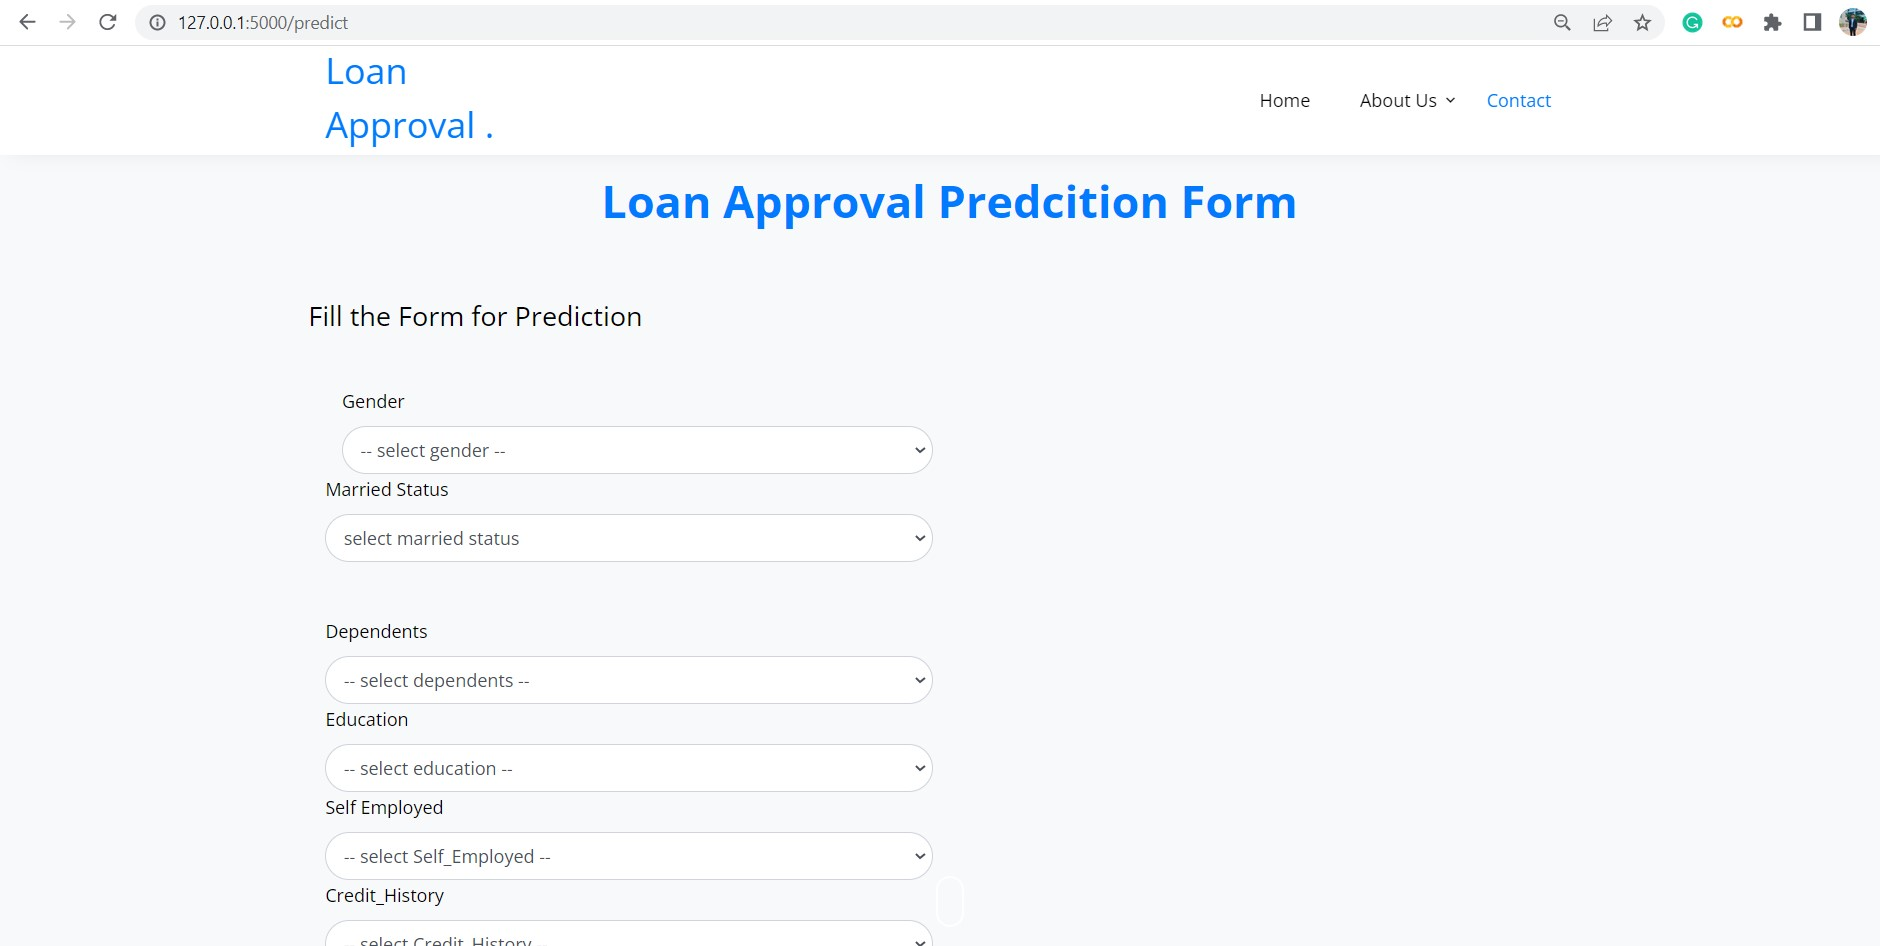 127.0.0.1:5000/predict
Loan
Approval .
Home About Us Contact
Loan Approval Predcition Form
Fill the Form for Prediction
Gender
-- select gender --
Married Status
select married status
Dependents
-- select dependents --
Education
-- select education --
Self Employed
-- select Self_Employed --
Credit_History
-- select Credit_History --